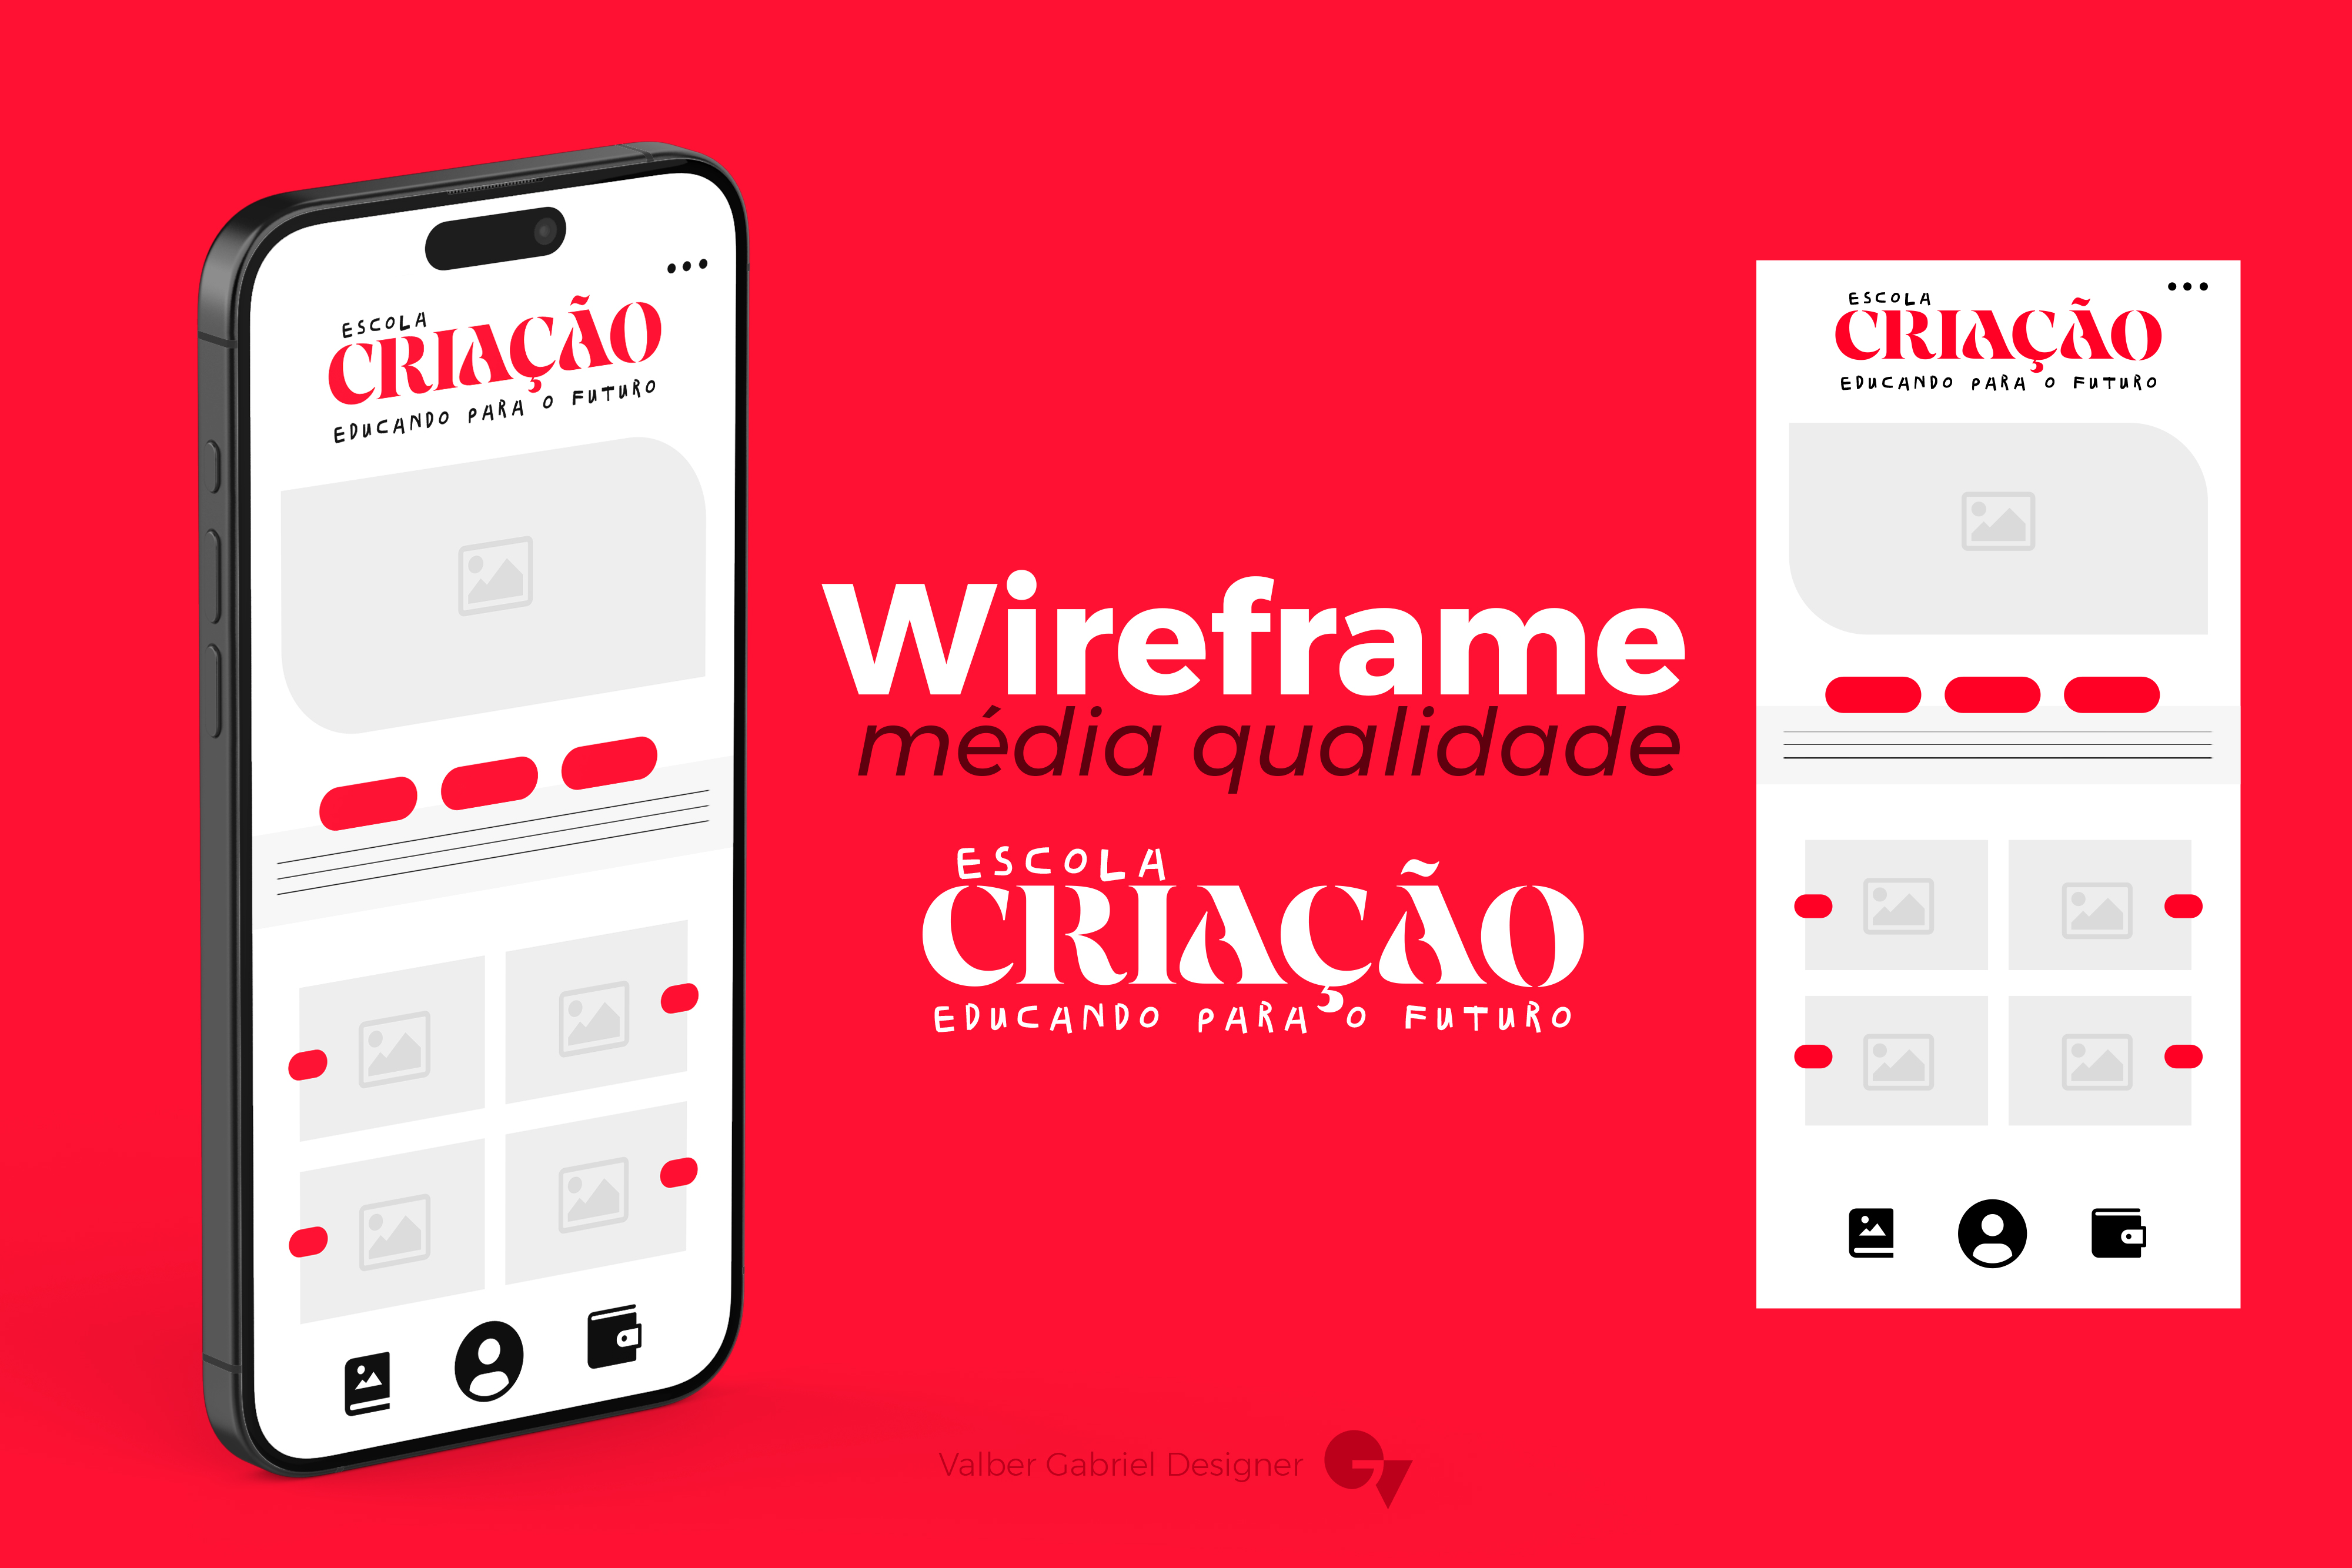 ESCOLA
CRIAÇÃO
EDUCANDO PARA O FUTURO
Wireframe
média qualidade
ESCOLA
CRIAÇÃO
EDUCANDO PARA O FUTURO
ESCOLA
CRIAÇÃO
EDUCANDO PARA O FUTURO
Valber Gabriel Designer